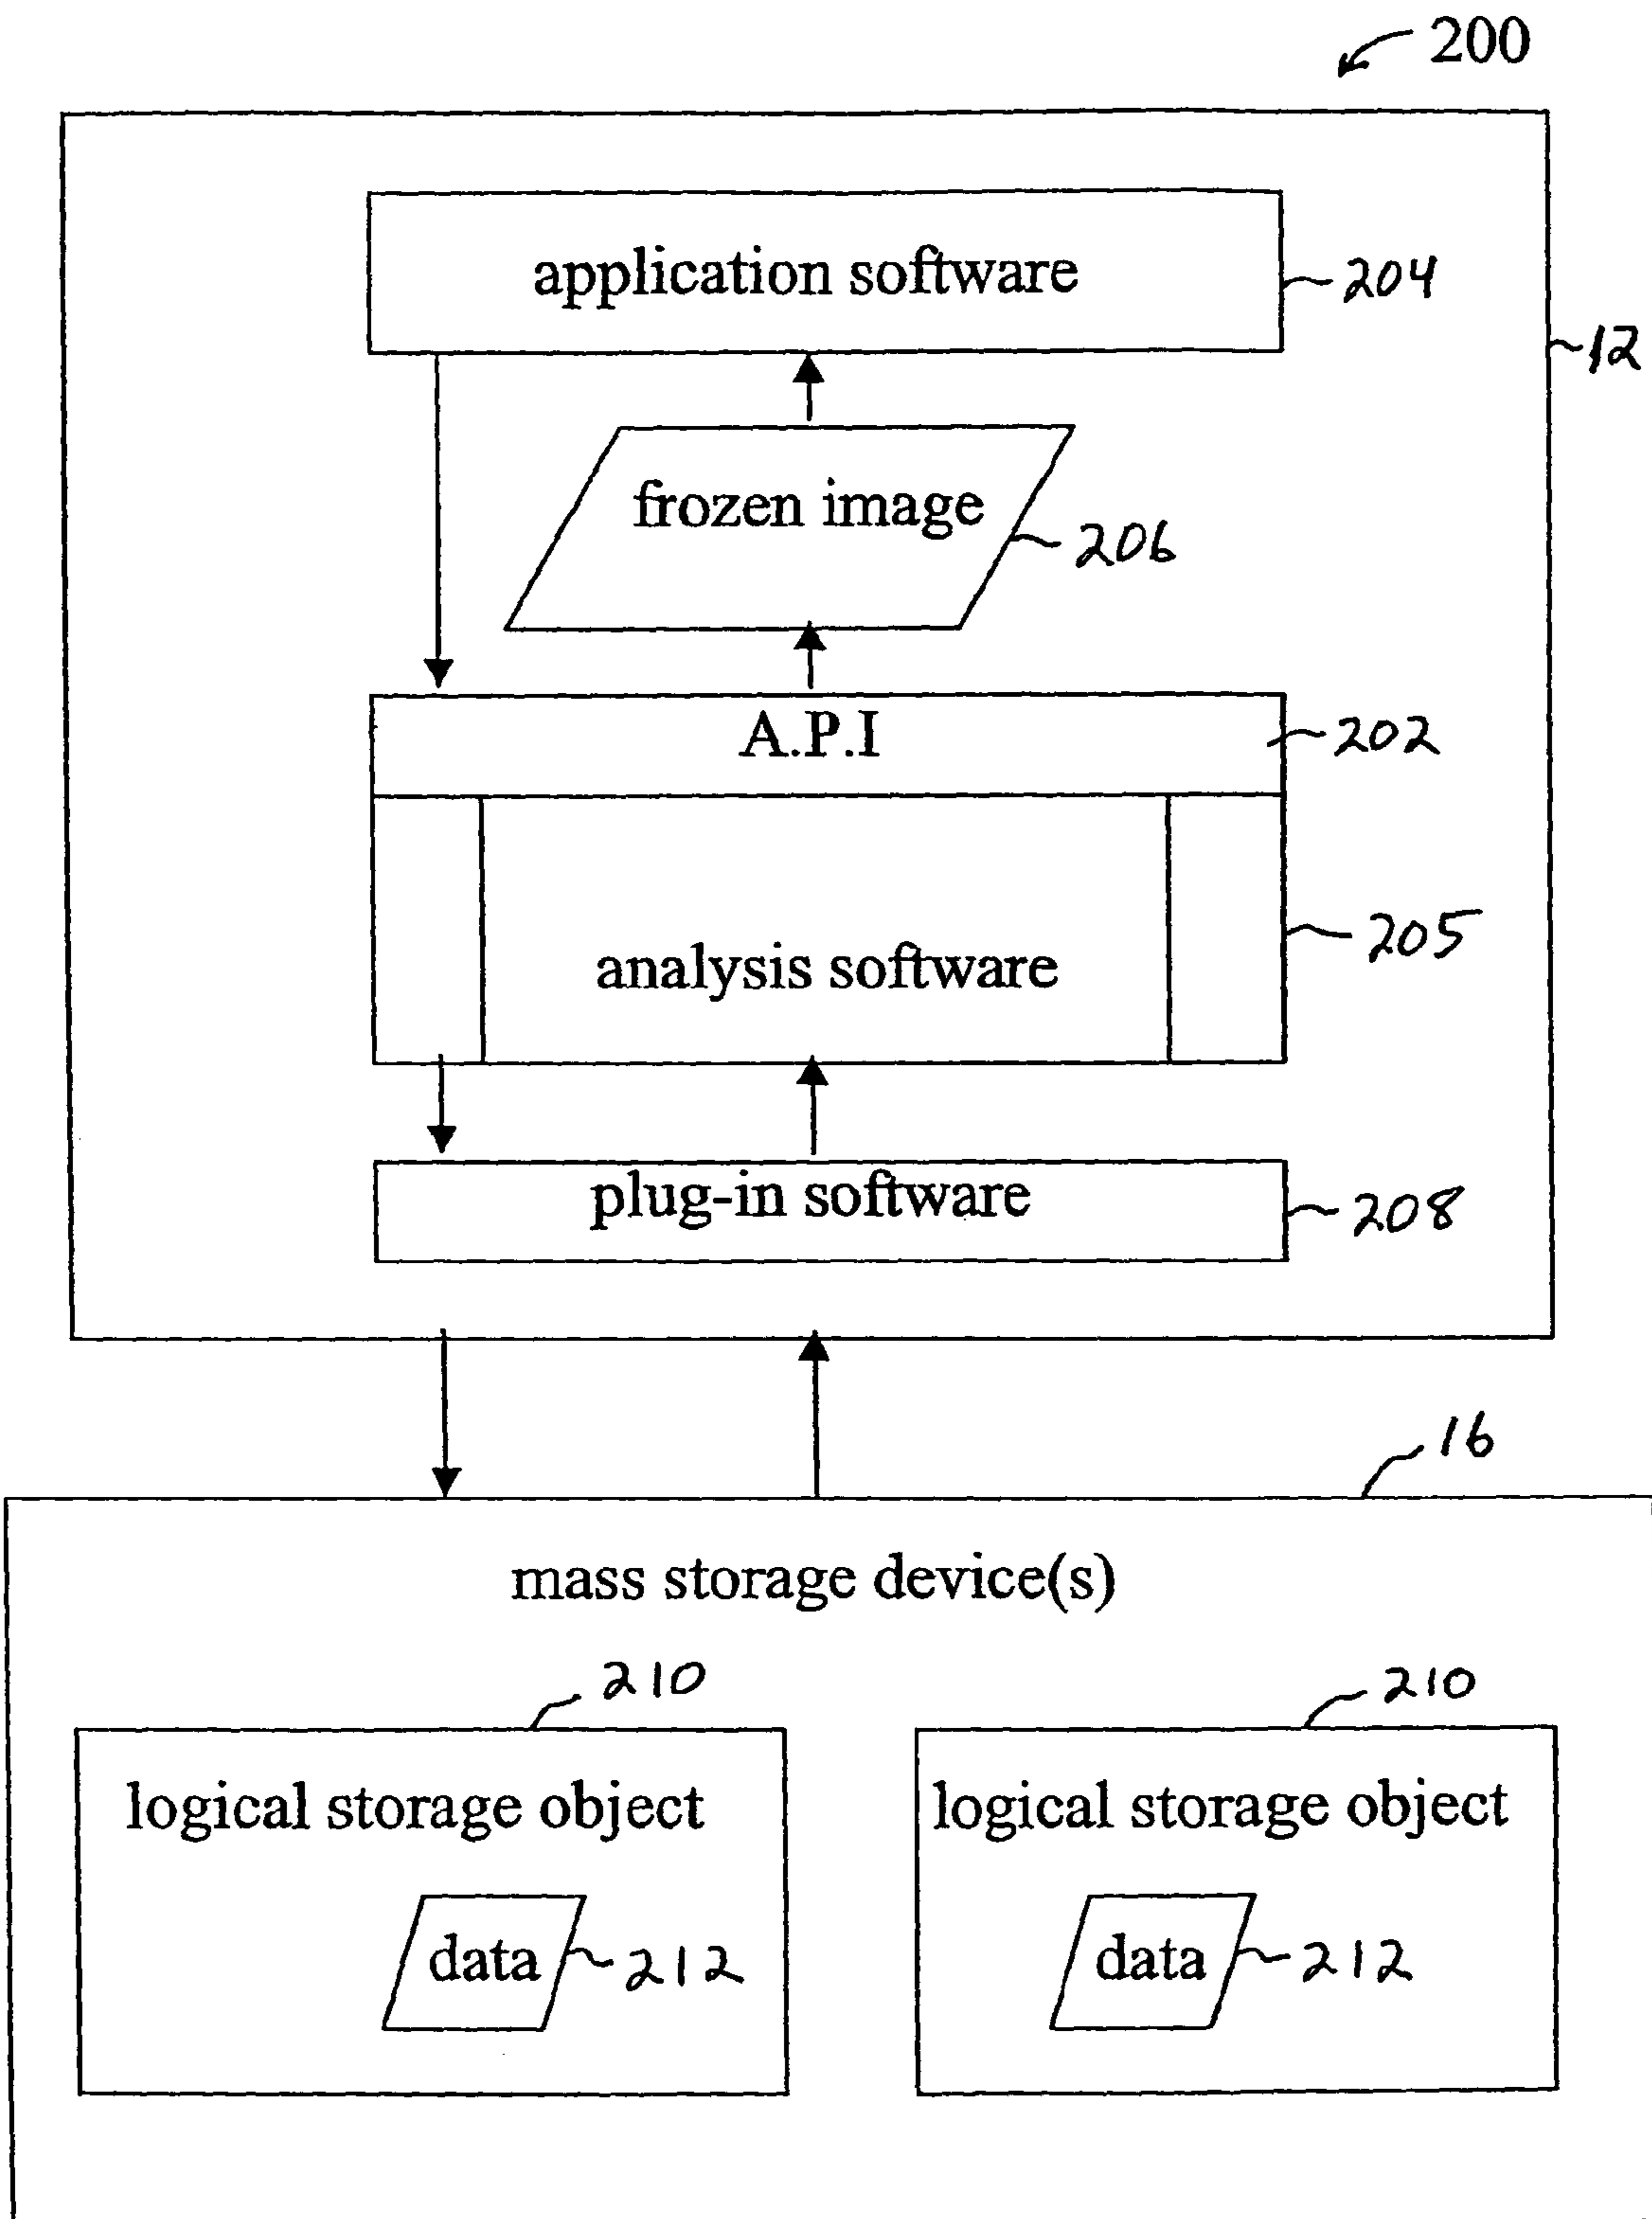 200
application software
204
12
frozen image
206
A.P.I
202
205
analysis software
plug-in software
208
16
mass storage device(s)
210
210
logical storage object
logical storage object
data
212
data
212